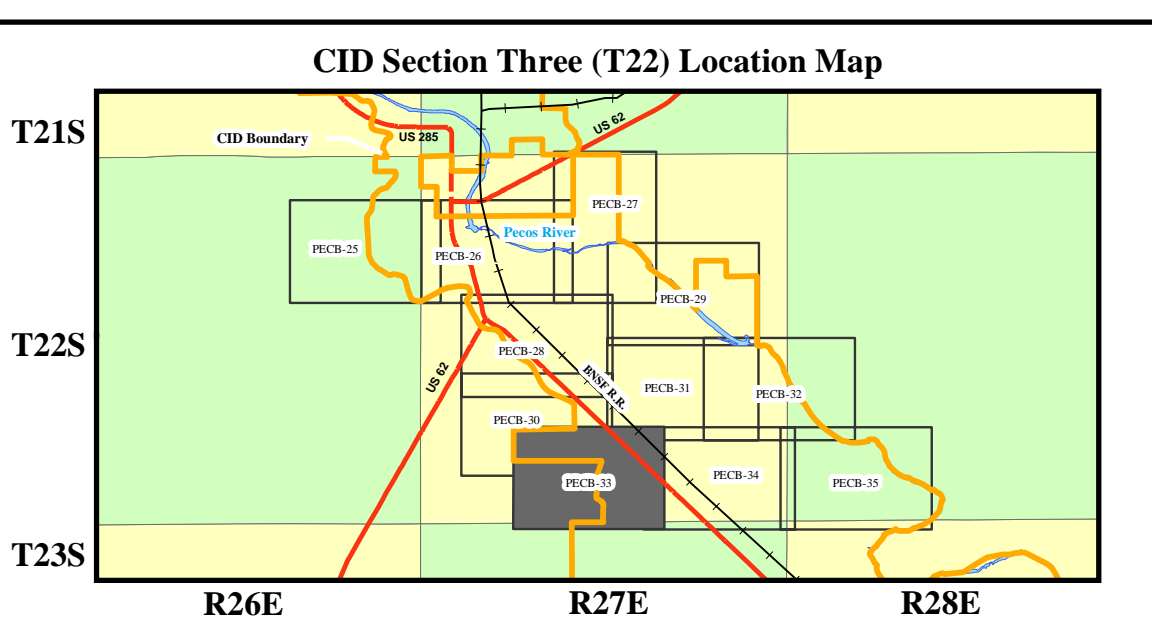 CID Section Three (T22) Location Map
T21S
CID Boundary
US 285
US 62
PECB-27
Pecos River
PECB-25
PECB-26
PECB-29
T22S
PECB-28
US 62
BNSF R.R.
PECB-31
PECB-32
PECB-30
PECB-33
PECB-34
PECB-35
T23S
R26E
R27E
R28E